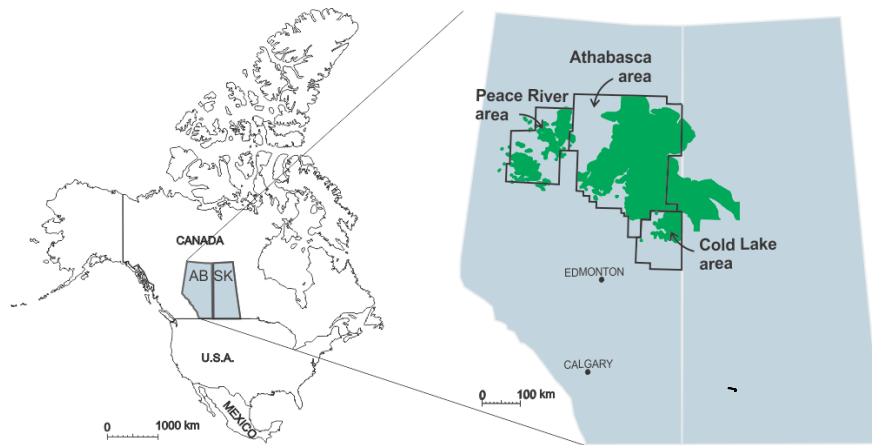 CANADA
AB
SK
U.S.A.
MEXICO
0 1000 km
Athabasca
area
Peace River
area
Cold Lake
area
EDMONTON
CALGARY
0 100 km